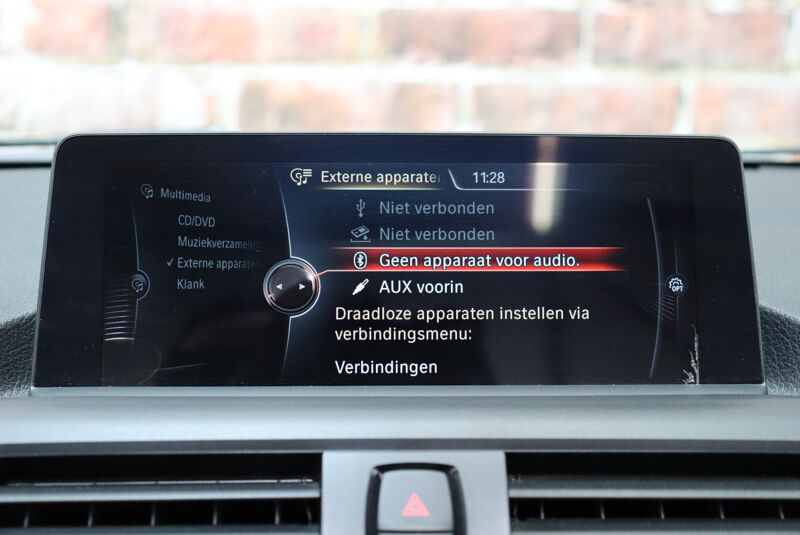 Multimedia
CD/DVD
Muziekverzameling
Externe apparaten
Klank
Externe apparaten
11:28
Niet verbonden
Niet verbonden
Geen apparaat voor audio.
AUX voorin
Draadloze apparaten instellen via
verbindingsmenu:
Verbindingen
OPT